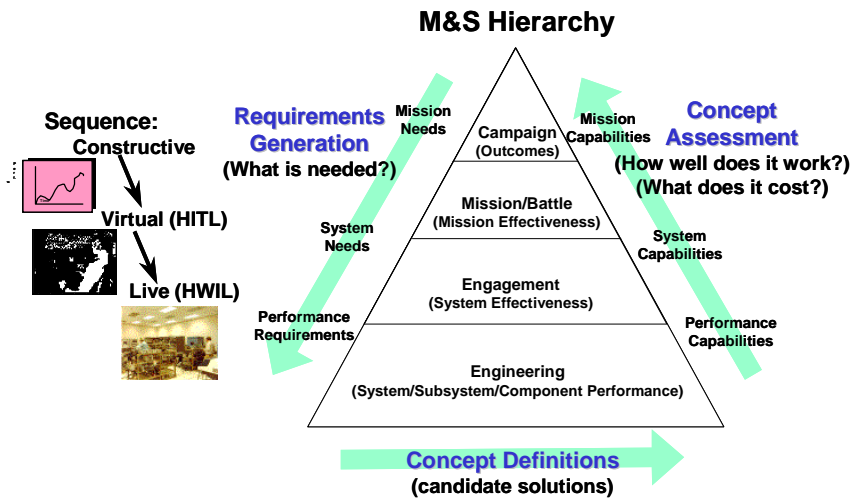 M&S Hierarchy
Sequence:
Constructive
Virtual (HITL)
Live (HWIL)
Requirements
Generation
(What is needed?)
Mission
Needs
System
Needs
Performance
Requirements
Campaign
(Outcomes)
Mission/Battle
(Mission Effectiveness)
Engagement
(System Effectiveness)
Engineering
(System/Subsystem/Component Performance)
Mission
Capabilities
System
Capabilities
Performance
Capabilities
Concept
Assessment
(How well does it work?)
(What does it cost?)
Concept Definitions
(candidate solutions)